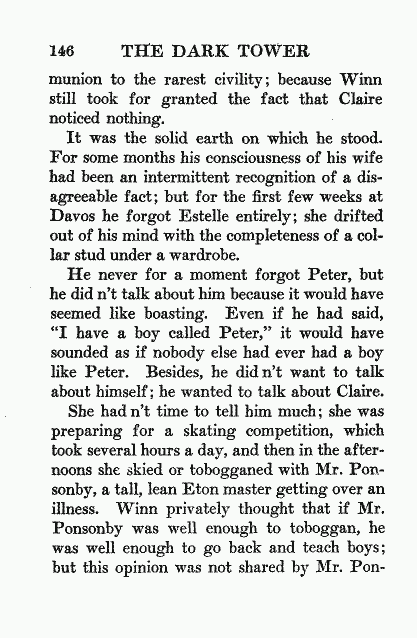 146 THE DARK TOWER
munion to the rarest civility; because Winn
still took for granted the fact that Claire
noticed nothing.
It was the solid earth on which he stood.
For some months his consciousness of his wife
had been an intermittent recognition of a dis-
agreeable fact; but for the first few weeks at
Davos he forgot Estelle entirely; she drifted
out of his mind with the completeness of a col-
lar stud under a wardrobe.
He never for a moment forgot Peter, but
he did n't talk about him because it would have
seemed like boasting. Even if he had said,
"I have a boy called Peter," it would have
sounded as if nobody else had ever had a boy
like Peter. Besides, he did n't want to talk
about himself; he wanted to talk about Claire.
She had n't time to tell him much; she was
preparing for a skating competition, which
took several hours a day, and then in the after-
noons she skied or tobogganed with Mr. Pon-
sonby, a tall, lean Eton master getting over an
illness. Winn privately thought that if Mr.
Ponsonby was well enough to toboggan, he
was well enough to go back and teach boys;
but this opinion was not shared by Mr. Pon-